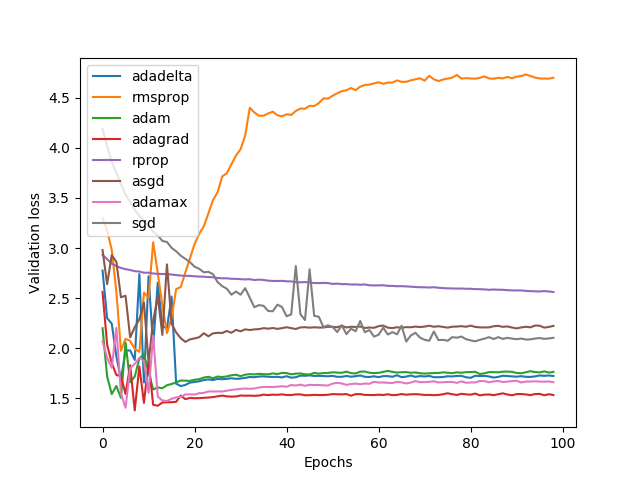 adadelta
rmsprop
adam
adagrad
rprop
asgd
adamax
sgd
Validation loss
4.5
4.0
3.5
3.0
2.5
2.0
1.5
0 20 40 60 80 100
Epochs